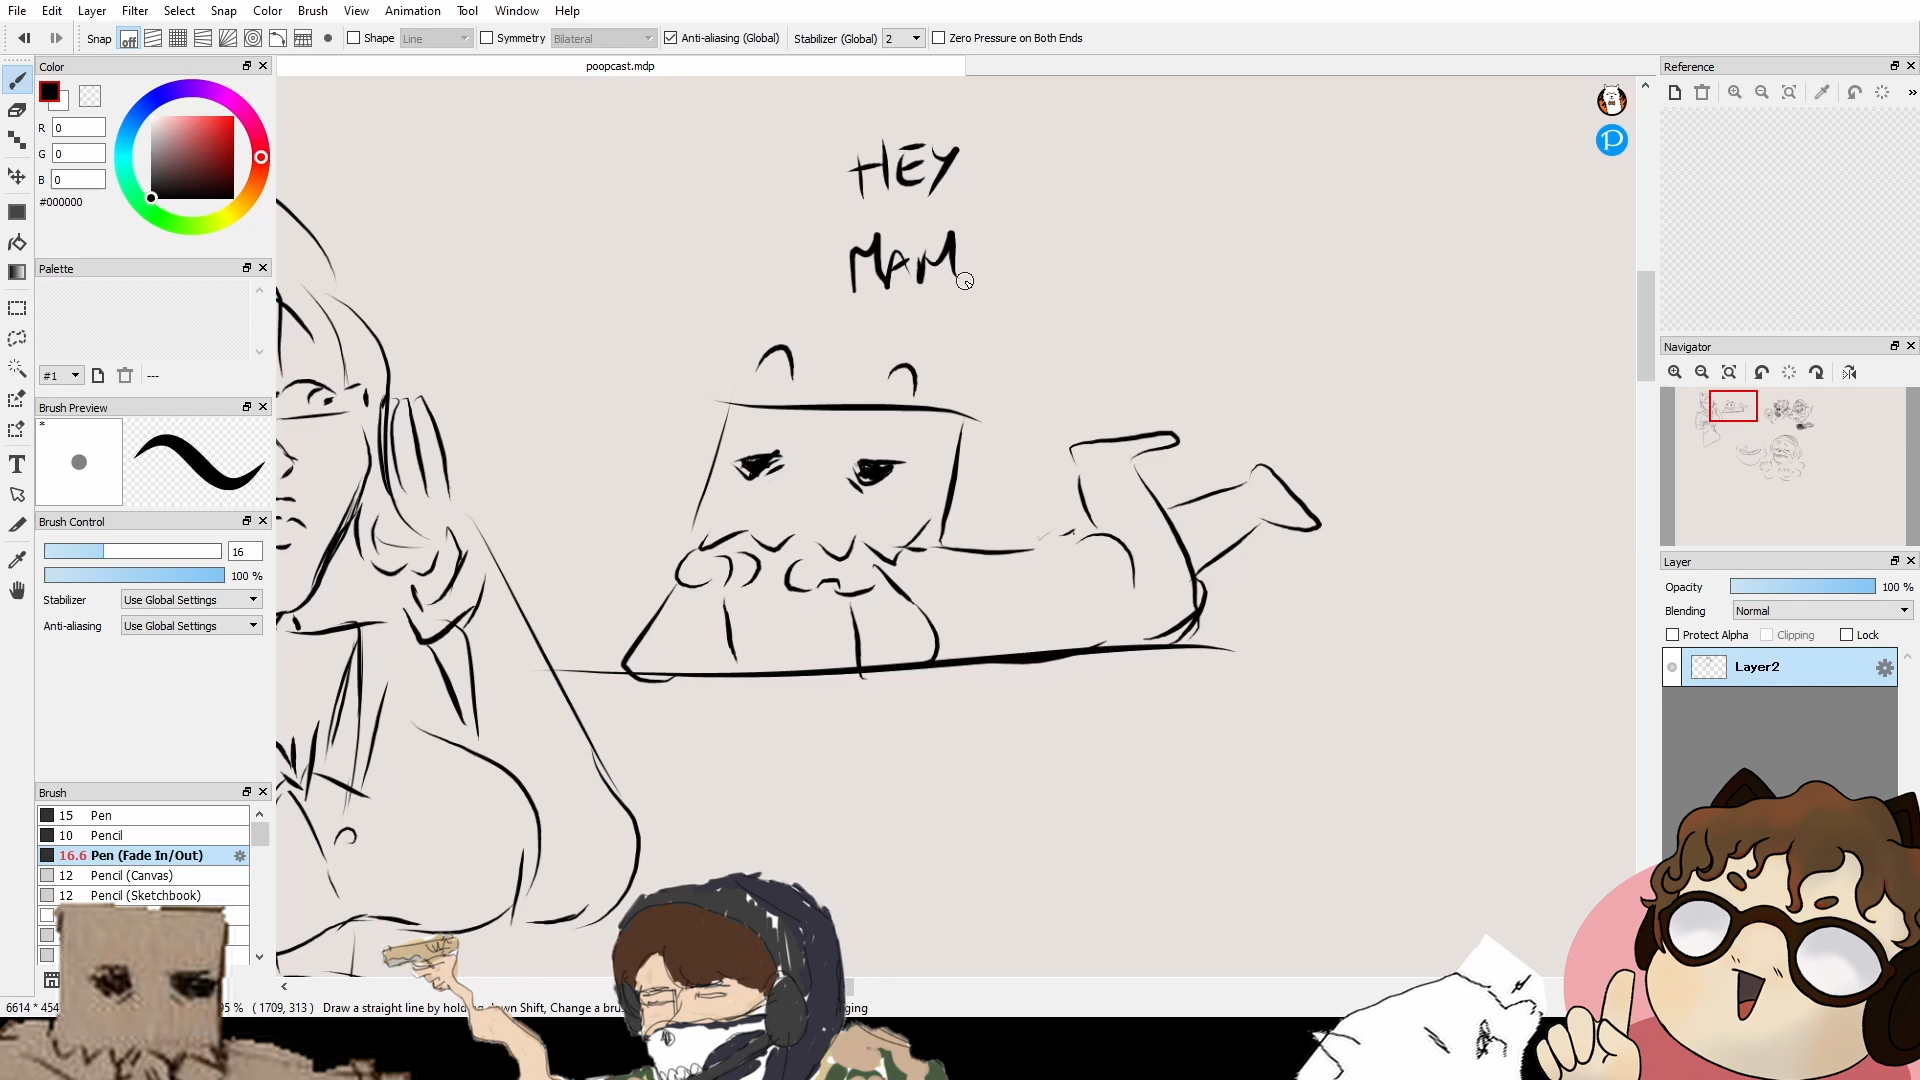 File Edit Layer Filter Select Snap Color Brush View Animation Tool Window Help
Snap off Shape Line Symmetry Bilateral Anti-aliasing (Global) Stabilizer (Global) 2 Zero Pressure on Both Ends
Color
poopcast.mdp
Reference
R 0
G 0
B 0
#000000
HEY
MAM
Palette
#1 ---
Navigator
Brush Preview
*
Brush Control
16
100 %
Stabilizer Use Global Settings
Anti-aliasing Use Global Settings
Layer
Opacity 100 %
Blending Normal
Protect Alpha Clipping Lock
Layer2
Brush
15 Pen
10 Pencil
16.6 Pen (Fade In/Out)
12 Pencil (Canvas)
12 Pencil (Sketchbook)
( 1709, 313 ) Draw a straight line by Shift, Change a